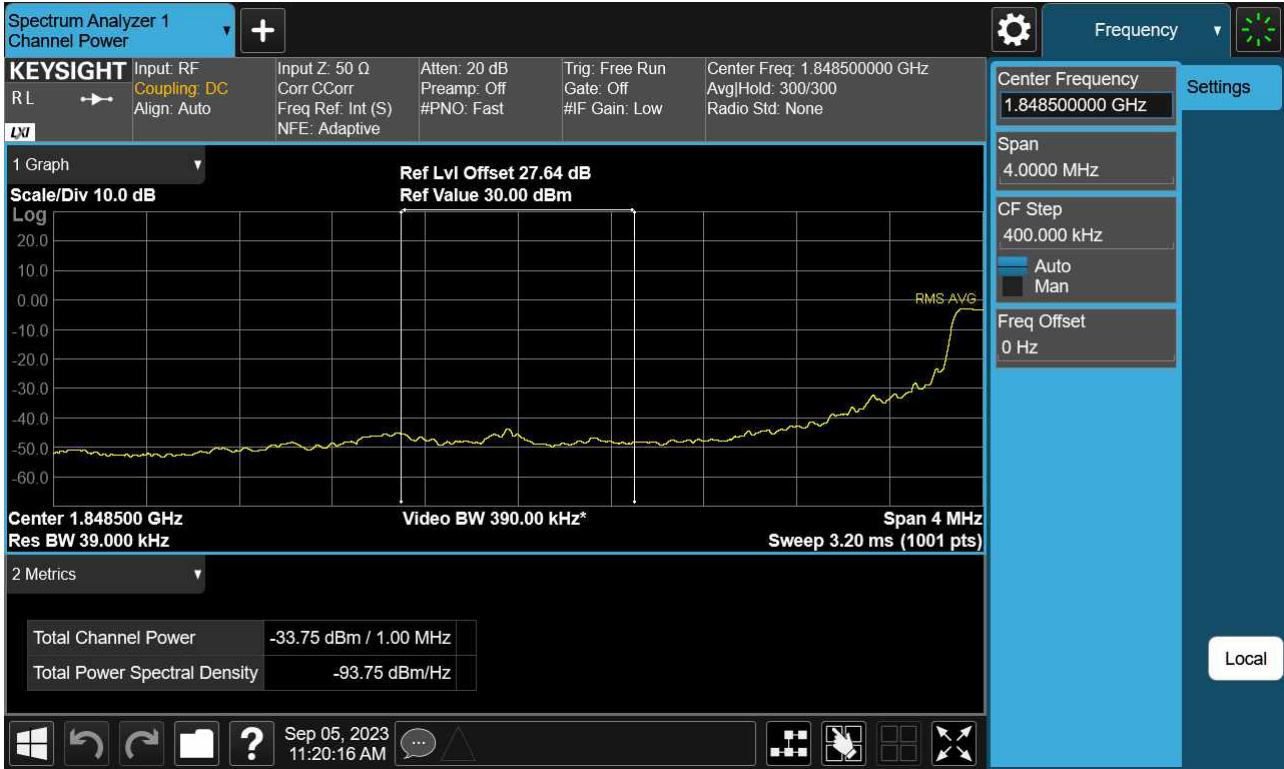 Spectrum Analyzer 1
Channel Power
Frequency
KEYSIGHT
R L
LXI
Input: RF
Coupling: DC
Align: Auto
Input Z: 50 Ω
Corr CCorr
Freq Ref: Int (S)
NFE: Adaptive
Atten: 20 dB
Preamp: Off
#PNO: Fast
Trig: Free Run
Gate: Off
#IF Gain: Low
Center Freq: 1.848500000 GHz
Avg|Hold: 300/300
Radio Std: None
Center Frequency
1.848500000 GHz
Settings
Span
4.0000 MHz
CF Step
400.000 kHz
Auto
Man
Freq Offset
0 Hz
1 Graph
Ref Lvl Offset 27.64 dB
Scale/Div 10.0 dB
Ref Value 30.00 dBm
Log
20.0
10.0
0.00
RMS AVG
-10.0
-20.0
-30.0
-40.0
-50.0
-60.0
Center 1.848500 GHz
Video BW 390.00 kHz*
Span 4 MHz
Res BW 39.000 kHz
Sweep 3.20 ms (1001 pts)
2 Metrics
Total Channel Power -33.75 dBm / 1.00 MHz
Total Power Spectral Density -93.75 dBm/Hz
Local
?
Sep 05, 2023
11:20:16 AM